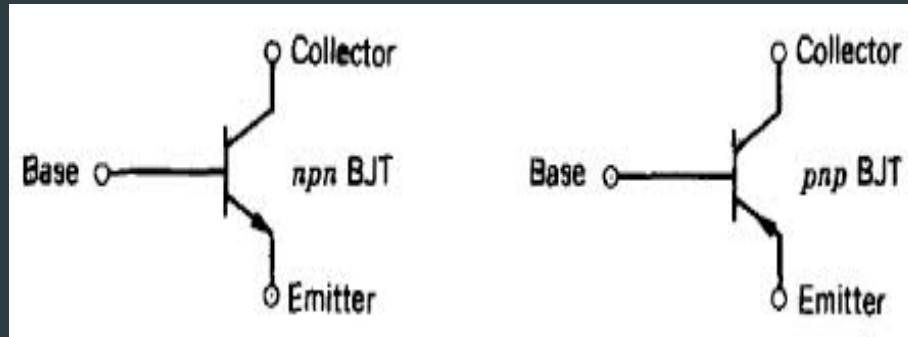 Collector
Base
npn BJT
Emitter
Collector
Base
pnp BJT
Emitter